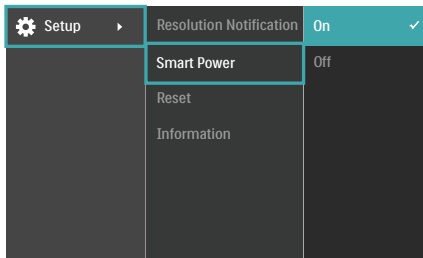 Setup
Resolution Notification
Smart Power
Reset
Information
On
Off